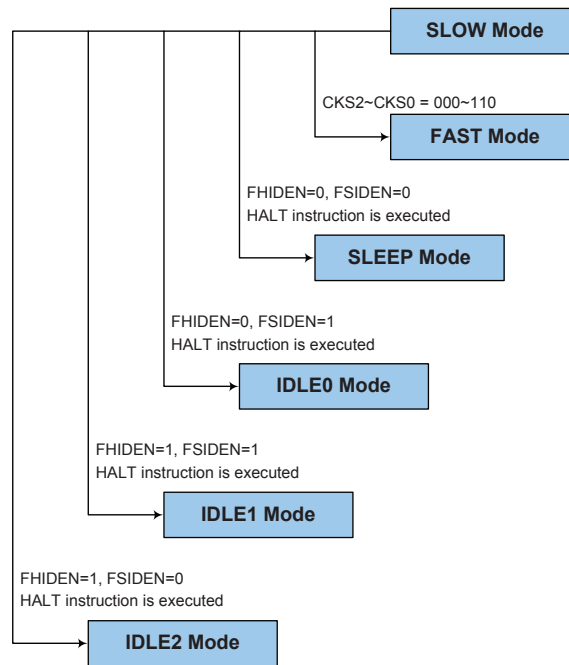 SLOW Mode
CKS2~CKS0 = 000~110
FAST Mode
FHIDEN=0, FSIDEN=0
HALT instruction is executed
SLEEP Mode
FHIDEN=0, FSIDEN=1
HALT instruction is executed
IDLE0 Mode
FHIDEN=1, FSIDEN=1
HALT instruction is executed
IDLE1 Mode
FHIDEN=1, FSIDEN=0
HALT instruction is executed
IDLE2 Mode